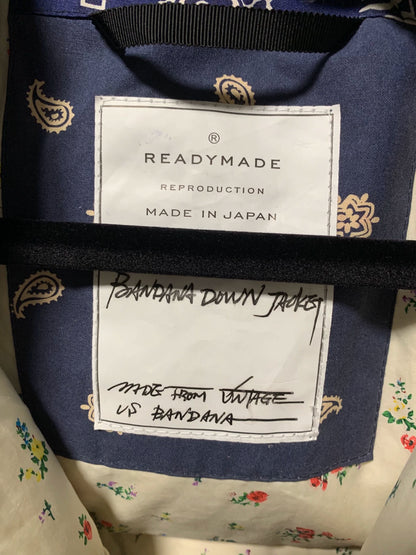 ®
READYMADE
REPRODUCTION
MADE IN JAPAN
BANDANA DOWN JACKET
MADE FROM VINTAGE
US BANDANA